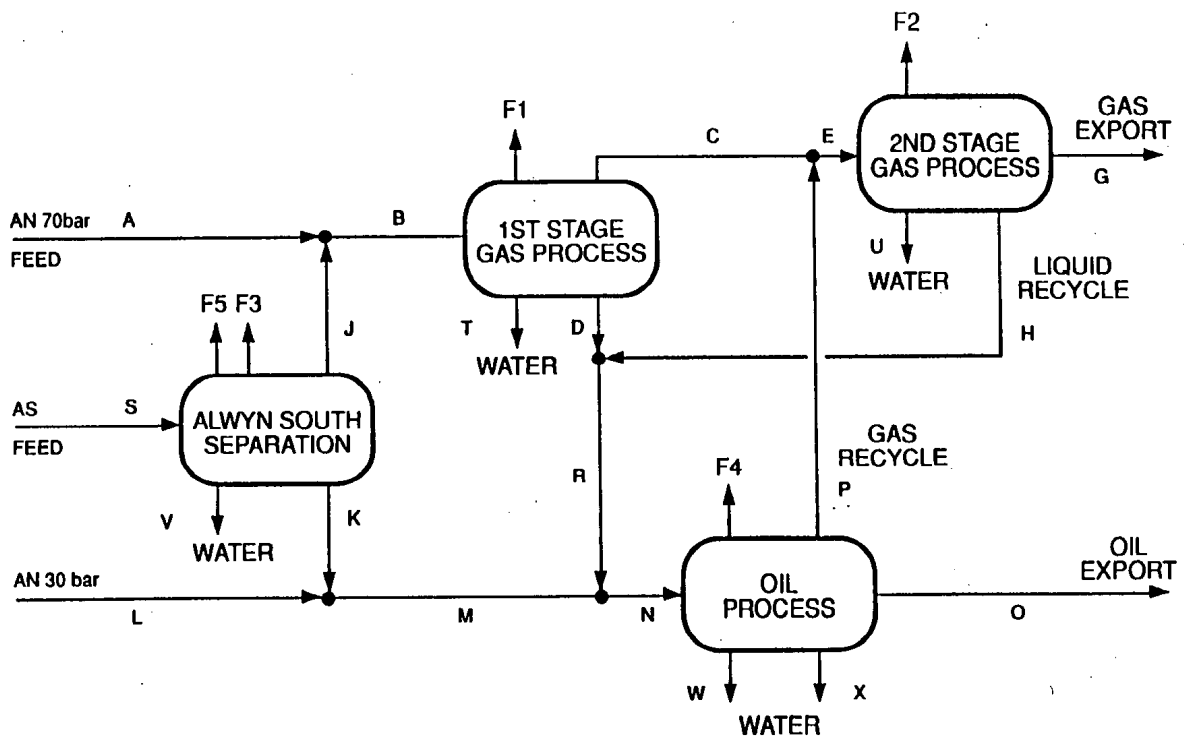 F2
F1
C
E
2ND STAGE
GAS PROCESS
GAS
EXPORT
G
AN 70bar
A
FEED
B
1ST STAGE
GAS PROCESS
U
WATER
LIQUID
RECYCLE
H
F5
F3
J
T
D
WATER
AS
S
FEED
ALWYN SOUTH
SEPARATION
GAS
RECYCLE
P
R
F4
V
K
WATER
AN 30 bar
L
M
N
OIL
PROCESS
OIL
EXPORT
O
W
X
WATER